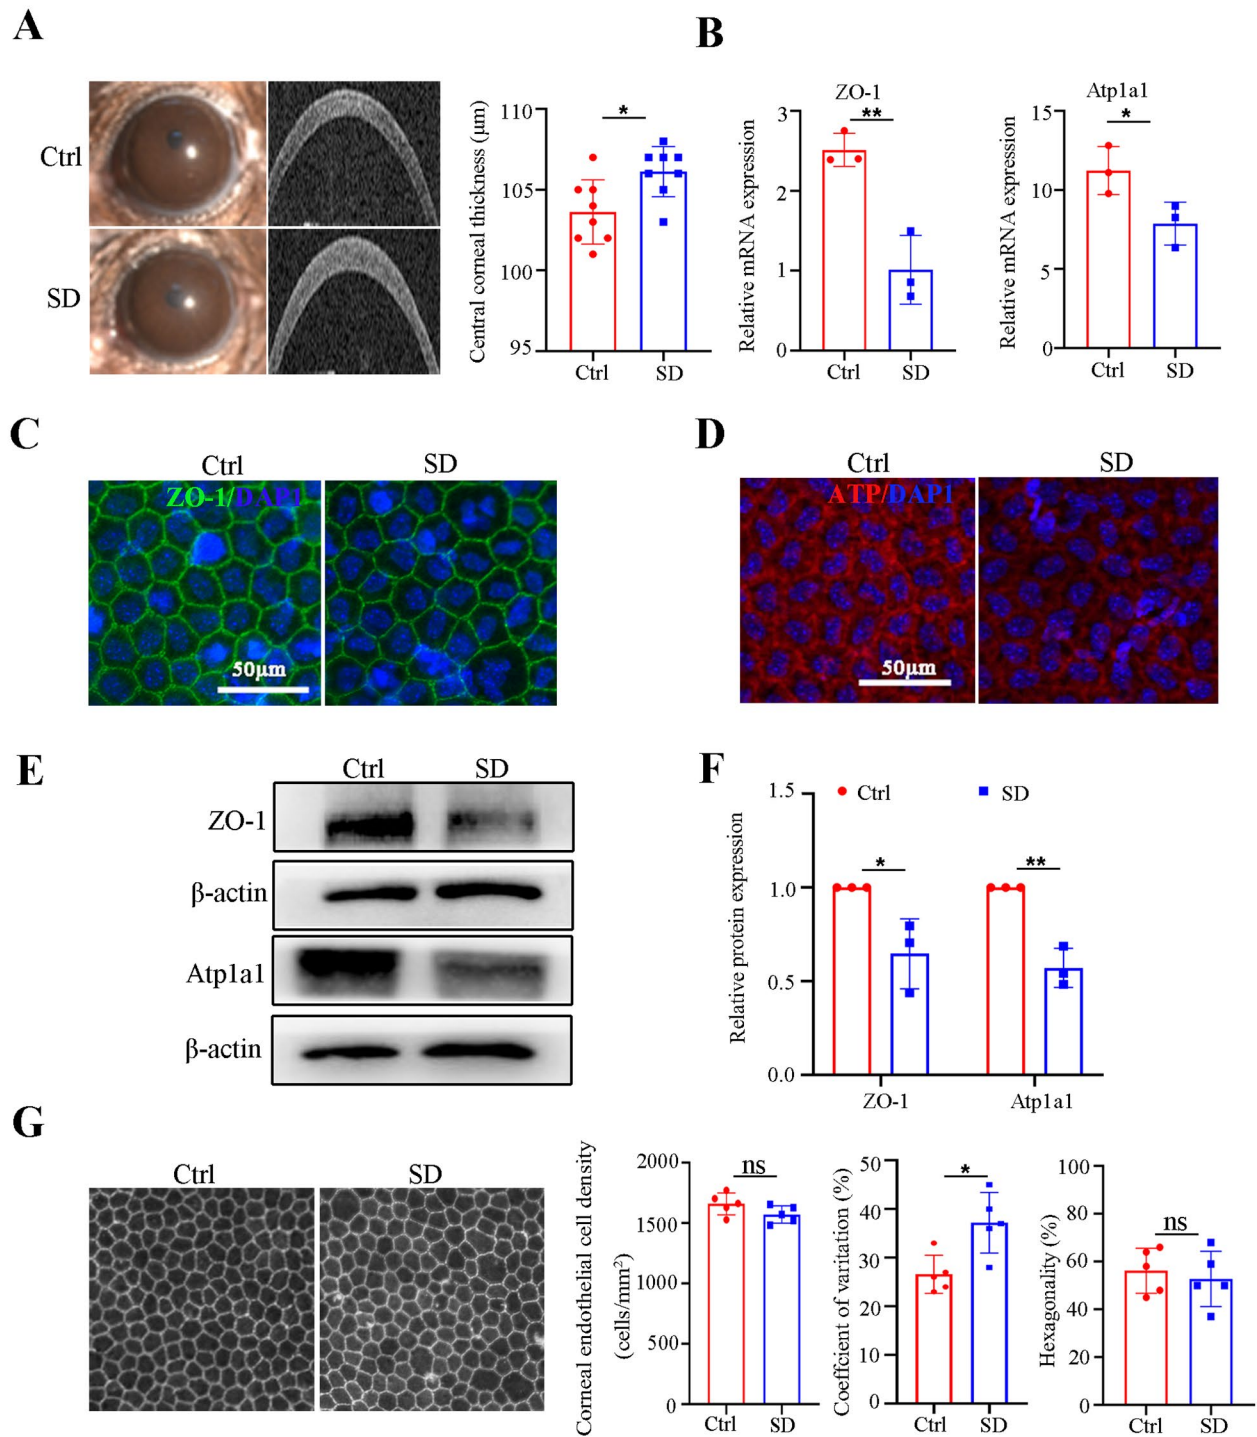 A
Ctrl
SD
Central corneal thickness (μm)
110
105
100
95
*
Ctrl
SD
B
ZO-1
Relative mRNA expression
3
2
1
0
**
Ctrl
SD
Atp1a1
Relative mRNA expression
15
10
5
0
*
Ctrl
SD
C
Ctrl
SD
ZO-1/DAP1
50μm
D
Ctrl
SD
ATP/DAP1
50μm
E
Ctrl
SD
ZO-1
β-actin
Atp1a1
β-actin
F
Relative protein expression
1.5
1.0
0.5
0.0
Ctrl
SD
*
**
ZO-1
Atp1a1
G
Ctrl
SD
Corneal endothelial cell density
(cells/mm²)
2000
1500
1000
500
0
ns
Ctrl
SD
Coeffcient of varitation (%)
50
40
30
20
10
0
*
Ctrl
SD
Hexagonality (%)
100
80
60
40
20
0
ns
Ctrl
SD